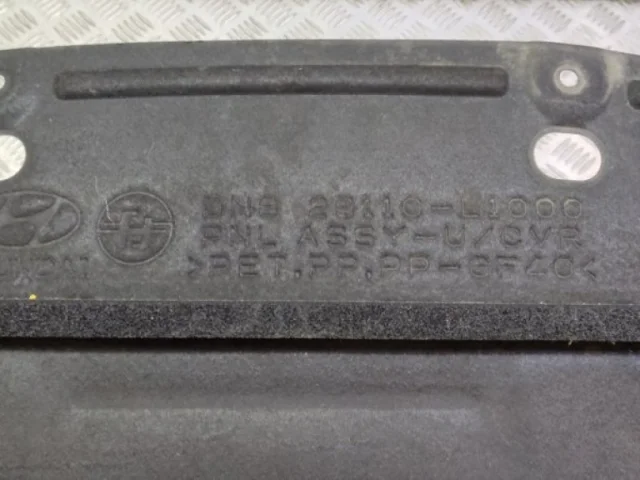 DN8 29110-L1000
PNL ASSY-U/CVR
>PET,PP,PP-GF40<